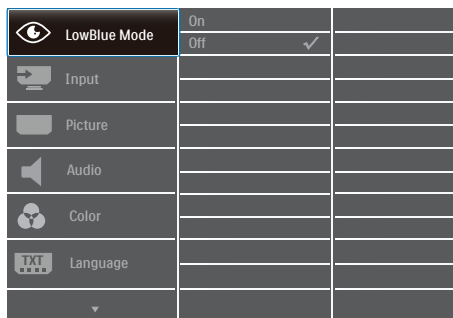 LowBlue Mode
On
Off
Input
Picture
Audio
Color
TXT
Language